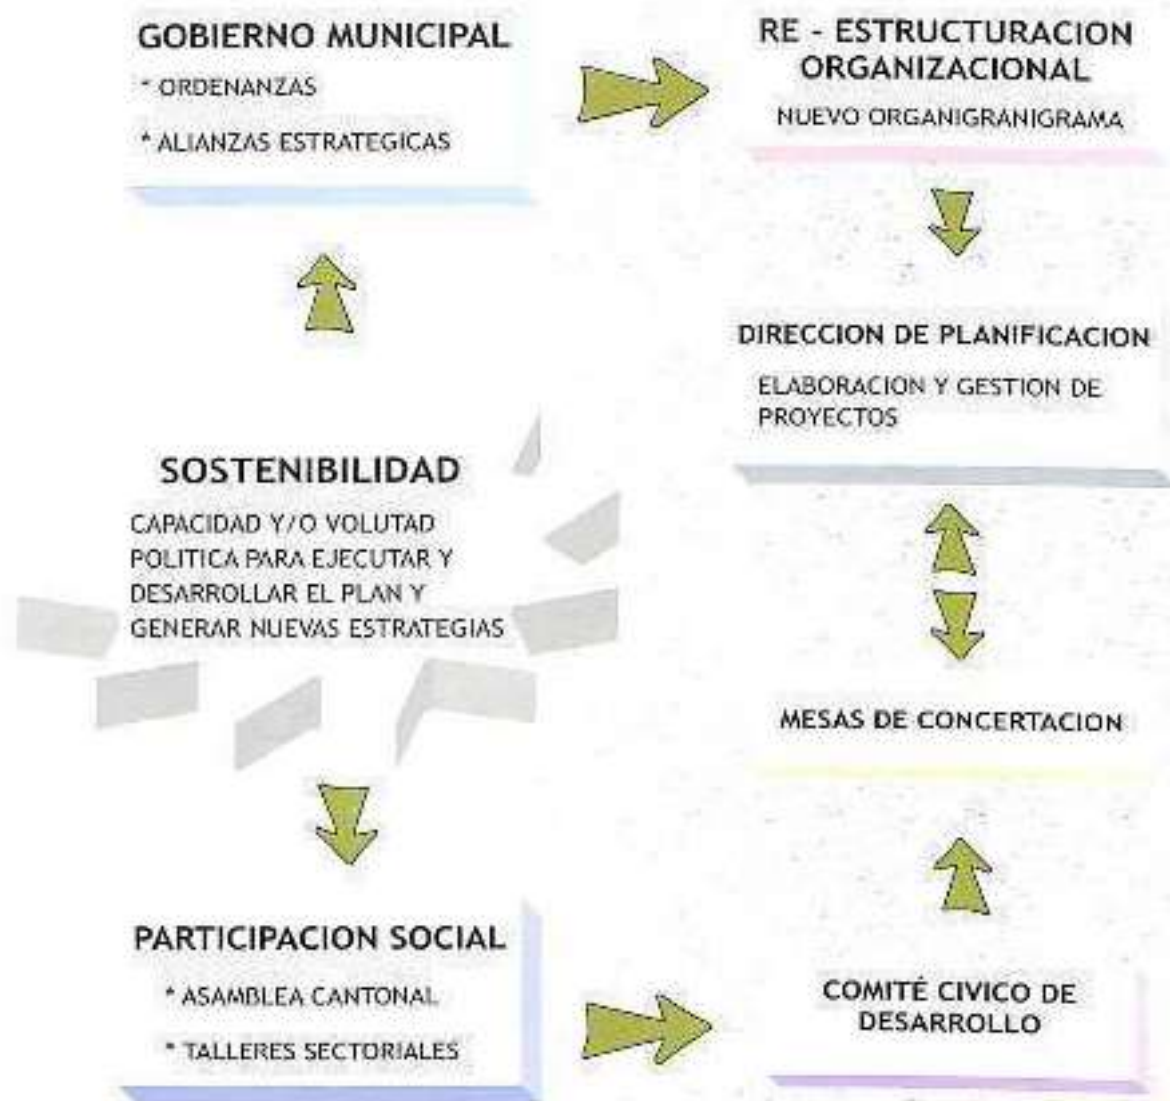 GOBIERNO MUNICIPAL
* ORDENANZAS
* ALIANZAS ESTRATEGICAS
RE - ESTRUCTURACION
ORGANIZACIONAL
NUEVO ORGANIGRANIGRAMA
DIRECCION DE PLANIFICACION
ELABORACION Y GESTION DE
PROYECTOS
SOSTENIBILIDAD
CAPACIDAD Y/O VOLUTAD
POLITICA PARA EJECUTAR Y
DESARROLLAR EL PLAN Y
GENERAR NUEVAS ESTRATEGIAS
MESAS DE CONCERTACION
PARTICIPACION SOCIAL
* ASAMBLEA CANTONAL
* TALLERES SECTORIALES
COMITÉ CIVICO DE
DESARROLLO